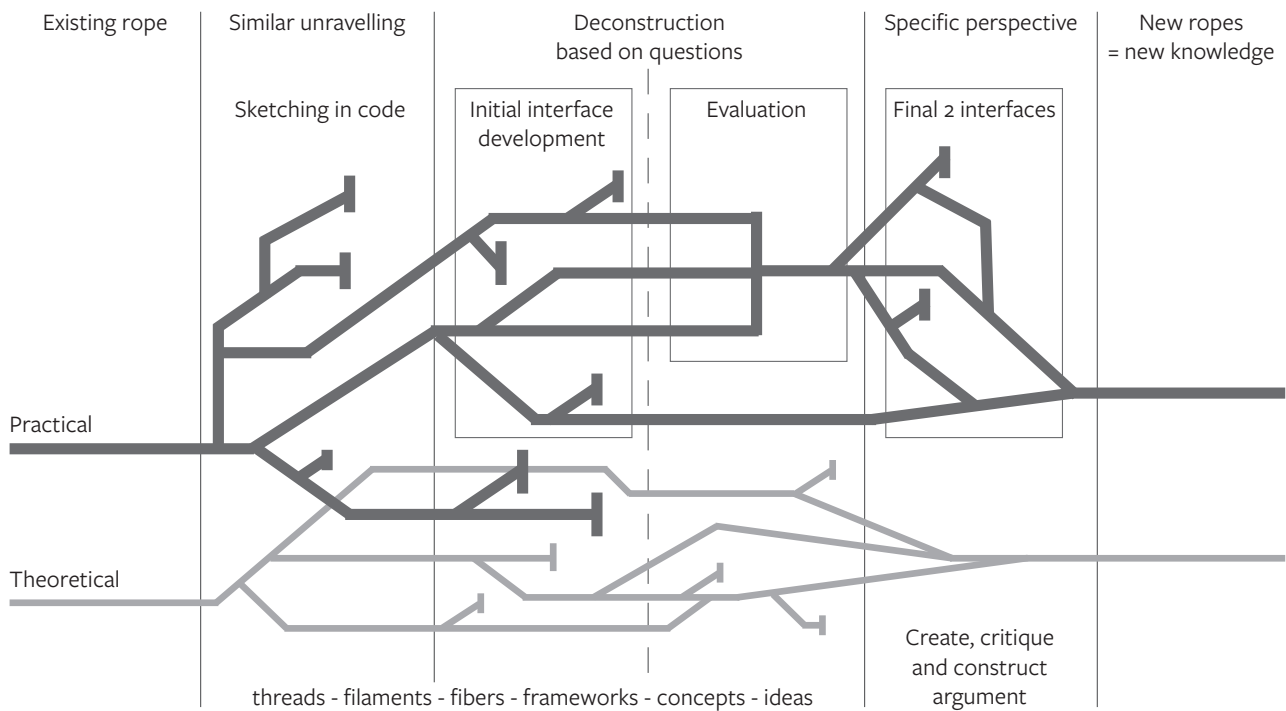 Existing rope
Similar unravelling
Deconstruction
based on questions
Specific perspective
New ropes
= new knowledge
Sketching in code
Initial interface
development
Evaluation
Final 2 interfaces
Practical
Theoretical
Create, critique
and construct
argument
threads - filaments - fibers - frameworks - concepts - ideas